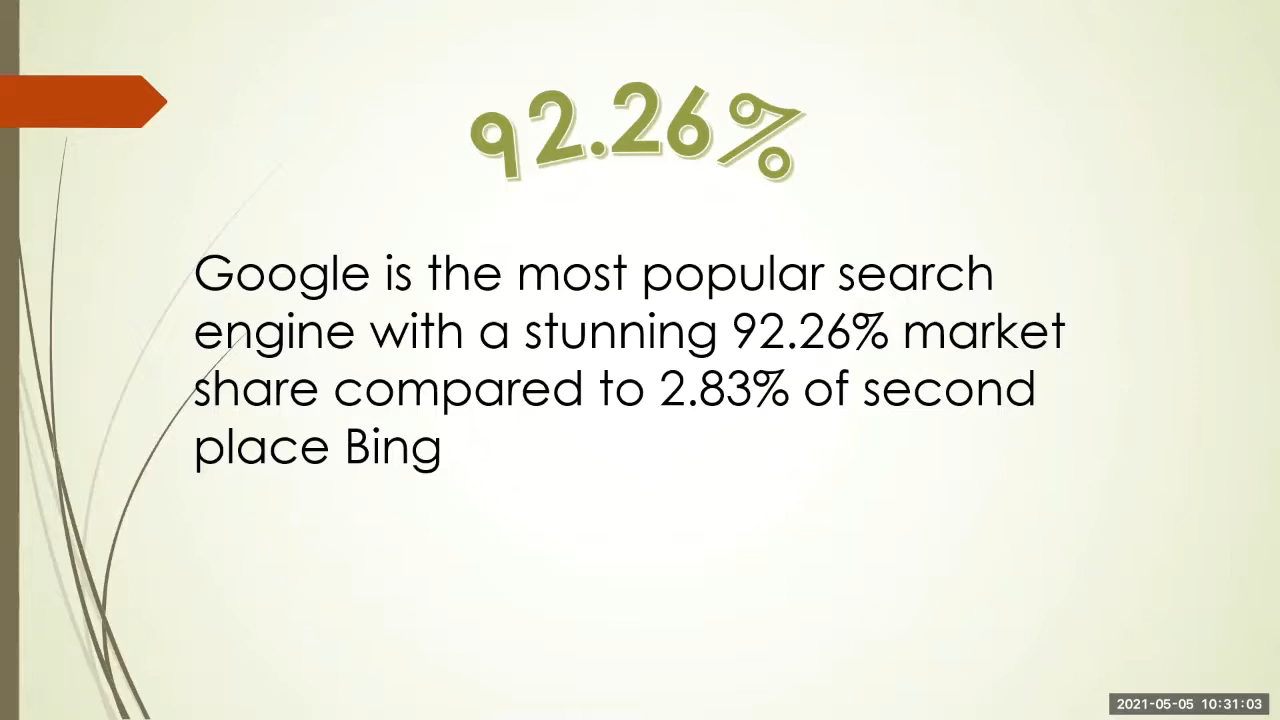 92.26%
Google is the most popular search
engine with a stunning 92.26% market
share compared to 2.83% of second
place Bing
2021-05-05 10:31:03